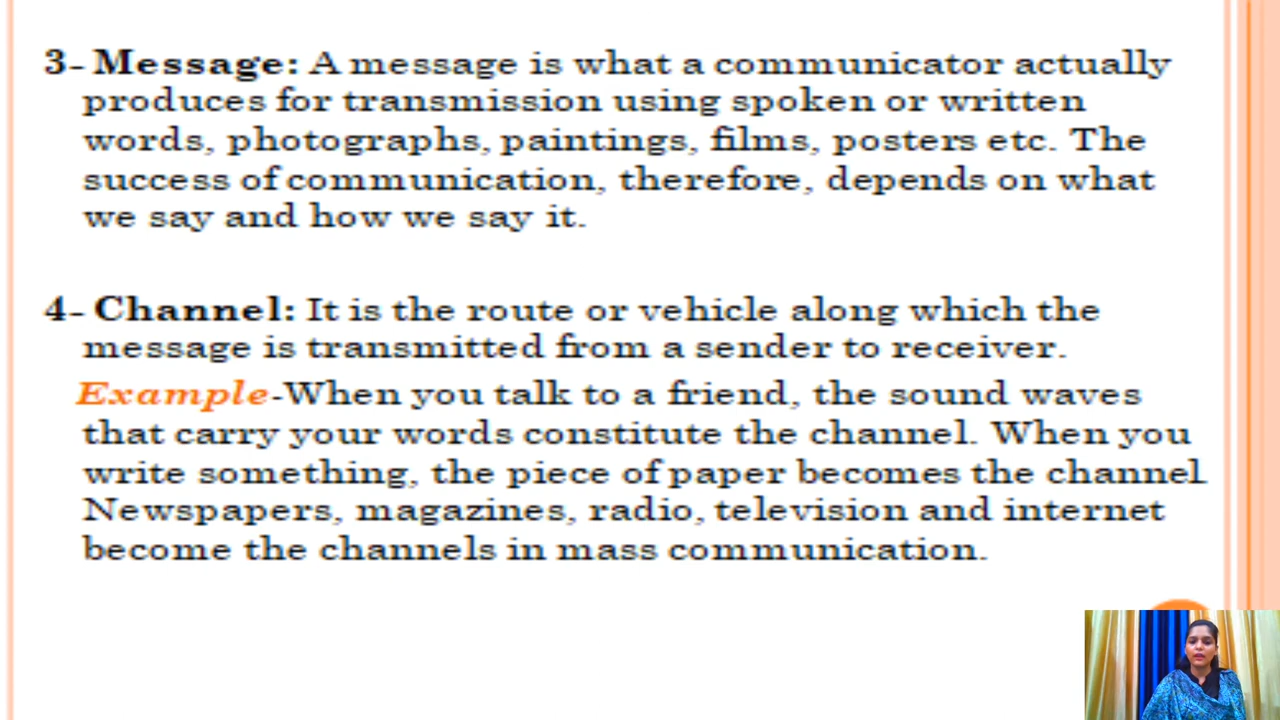 3- Message: A message is what a communicator actually
produces for transmission using spoken or written
words, photographs, paintings, films, posters etc. The
success of communication, therefore, depends on what
we say and how we say it.
4- Channel: It is the route or vehicle along which the
message is transmitted from a sender to receiver.
Example-When you talk to a friend, the sound waves
that carry your words constitute the channel. When you
write something, the piece of paper becomes the channel
Newspapers, magazines, radio, television and internet
become the channels in mass communication.